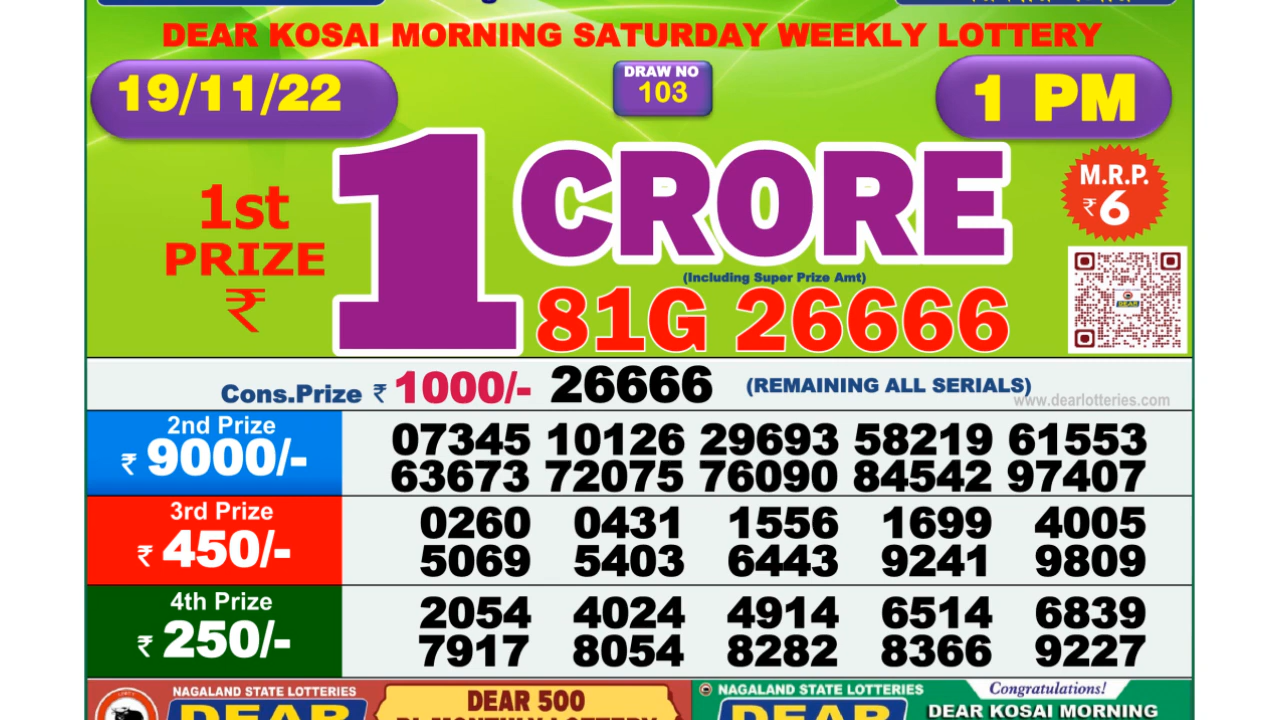 DEAR KOSAI MORNING SATURDAY WEEKLY LOTTERY
19/11/22
DRAW NO
103
1 PM
1st
PRIZE
₹
1 CRORE
(Including Super Prize Amt)
81G 26666
M.R.P.
₹6
DEAR
Cons.Prize ₹ 1000/- 26666 (REMAINING ALL SERIALS)
www.dearlotteries.com
2nd Prize
₹ 9000/-
07345 10126 29693 58219 61553
63673 72075 76090 84542 97407
3rd Prize
₹ 450/-
0260 0431 1556 1699 4005
5069 5403 6443 9241 9809
4th Prize
₹ 250/-
2054 4024 4914 6514 6839
7917 8054 8282 8366 9227
NAGALAND STATE LOTTERIES
DEAR
DEAR 500
BI-MONTHLY LOTTERY
NAGALAND STATE LOTTERIES
DEAR
Congratulations!
DEAR KOSAI MORNING